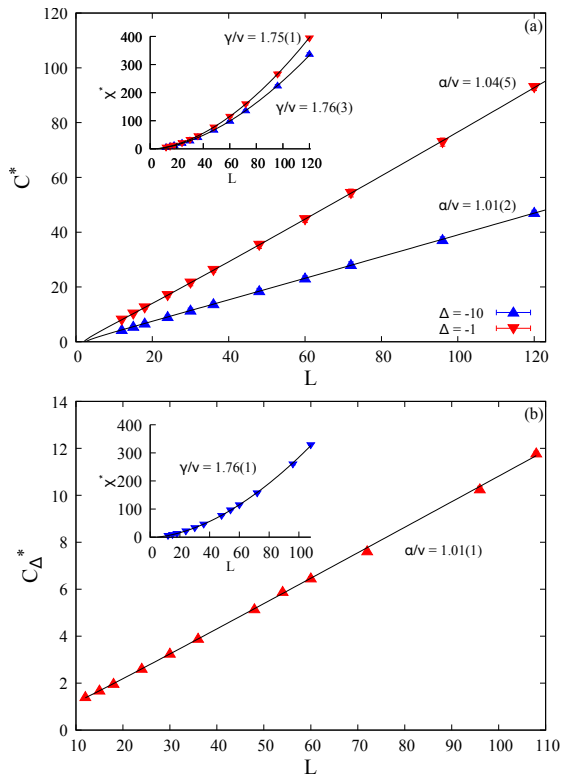 (a)
γ/ν = 1.75(1)
γ/ν = 1.76(3)
χ*
400
300
200
100
0
0 20 40 60 80 100 120
L
α/ν = 1.04(5)
α/ν = 1.01(2)
C*
100
80
60
40
20
0
Δ = -10
Δ = -1
0 20 40 60 80 100 120
L
(b)
γ/ν = 1.76(1)
χ*
400
300
200
100
0
0 20 40 60 80 100
L
α/ν = 1.01(1)
CΔ*
14
12
10
8
6
4
2
0
10 20 30 40 50 60 70 80 90 100 110
L